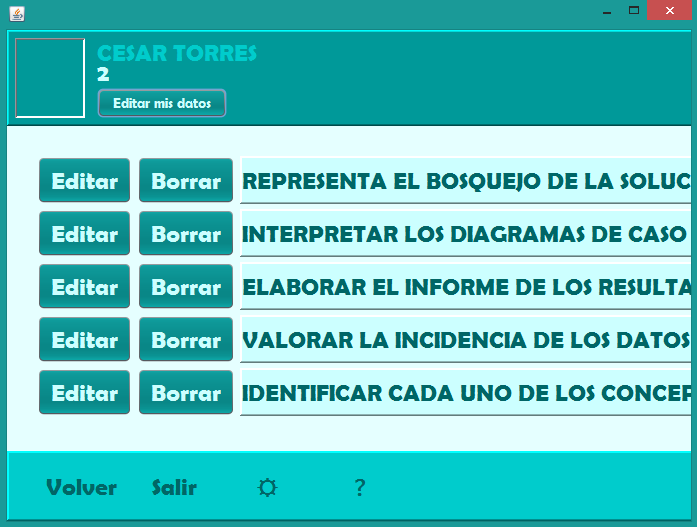 CESAR TORRES
2
Editar mis datos
Editar Borrar REPRESENTA EL BOSQUEJO DE LA SOLUC
Editar Borrar INTERPRETAR LOS DIAGRAMAS DE CASO
Editar Borrar ELABORAR EL INFORME DE LOS RESULTA
Editar Borrar VALORAR LA INCIDENCIA DE LOS DATOS
Editar Borrar IDENTIFICAR CADA UNO DE LOS CONCEP
Volver Salir ?